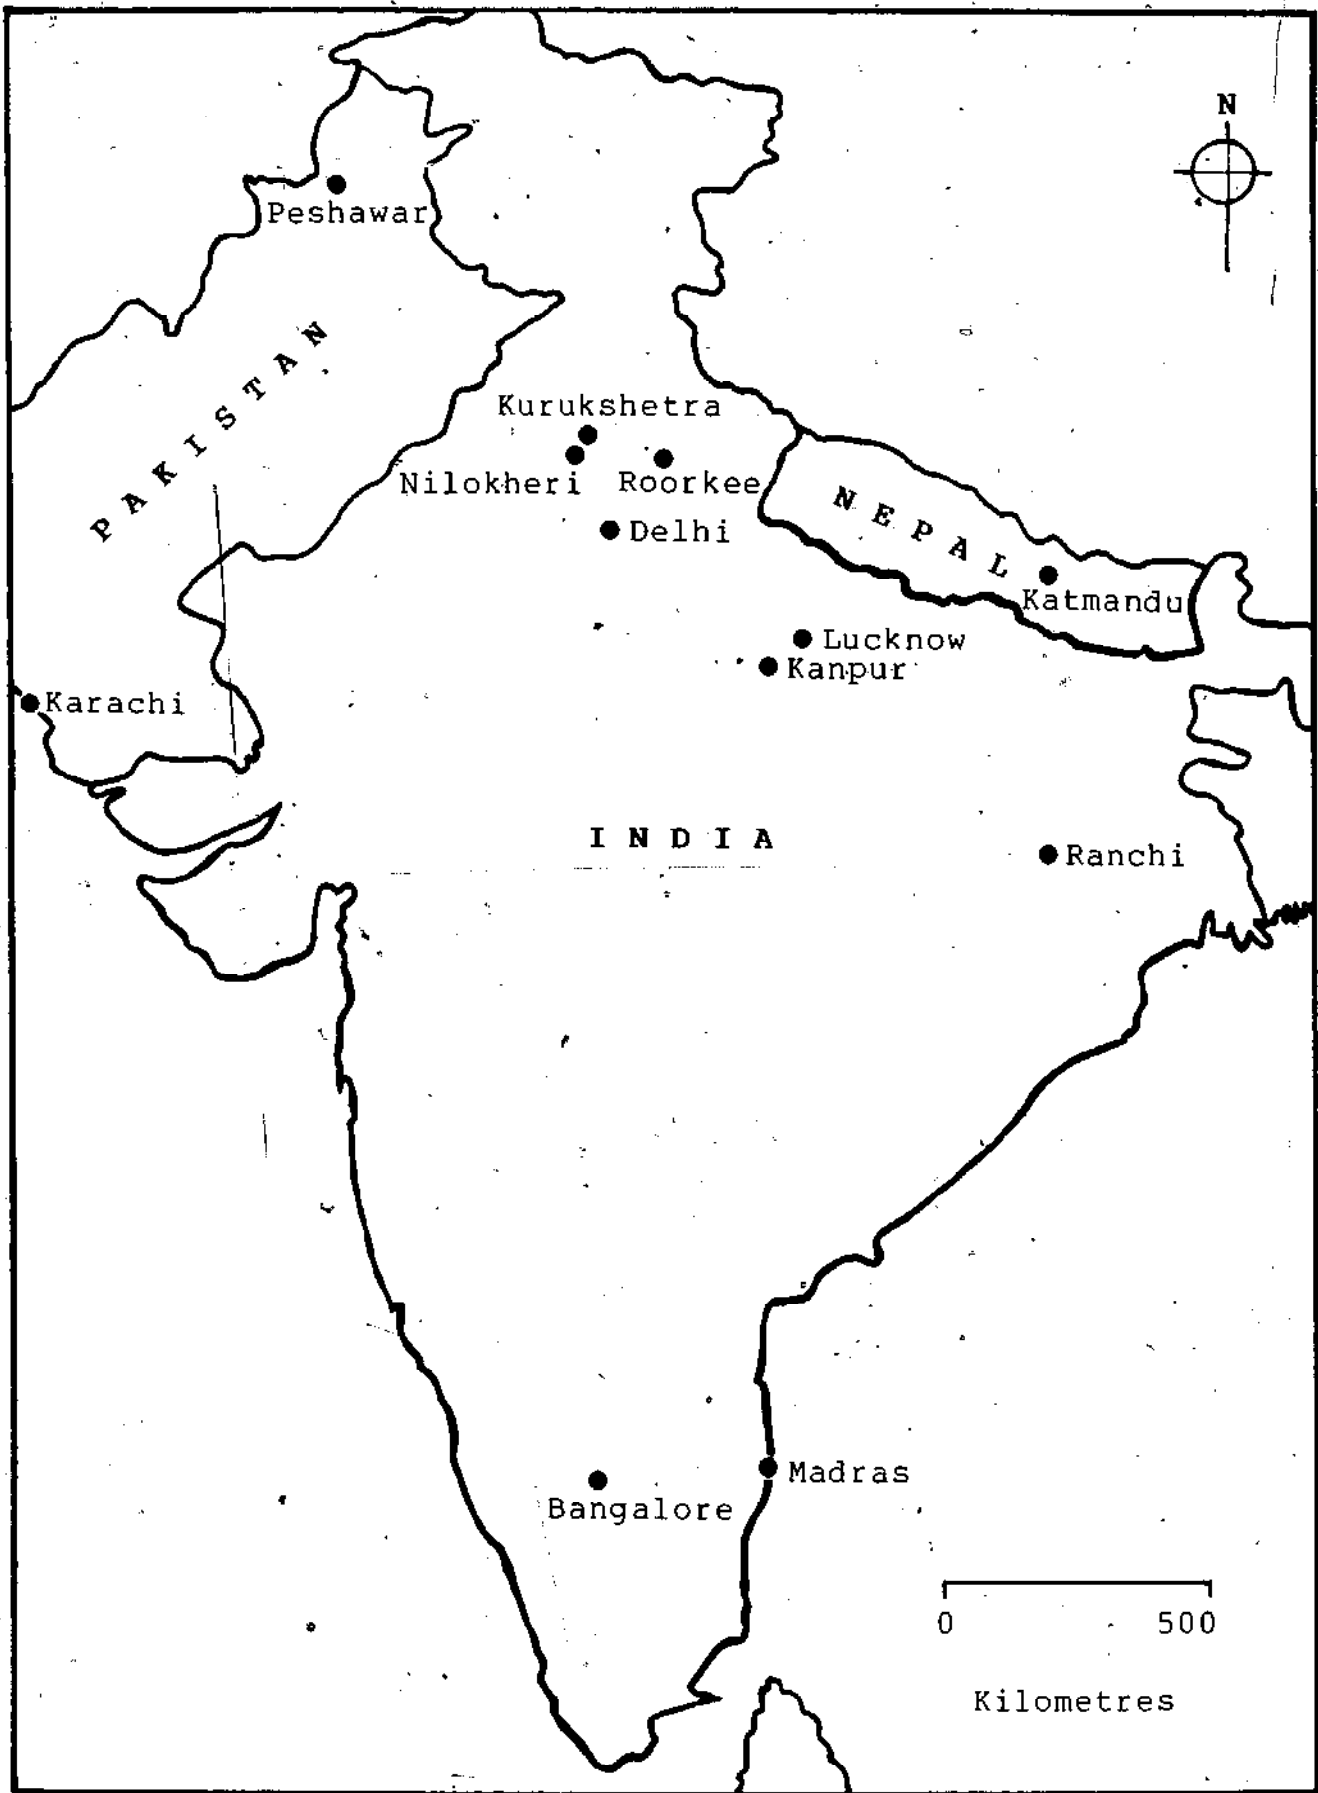 N
Peshawar
PAKISTAN
Kurukshetra
Nilokheri
Roorkee
Delhi
NEPAL
Katmandu
Lucknow
Kanpur
Karachi
INDIA
Ranchi
Madras
Bangalore
0 500
Kilometres